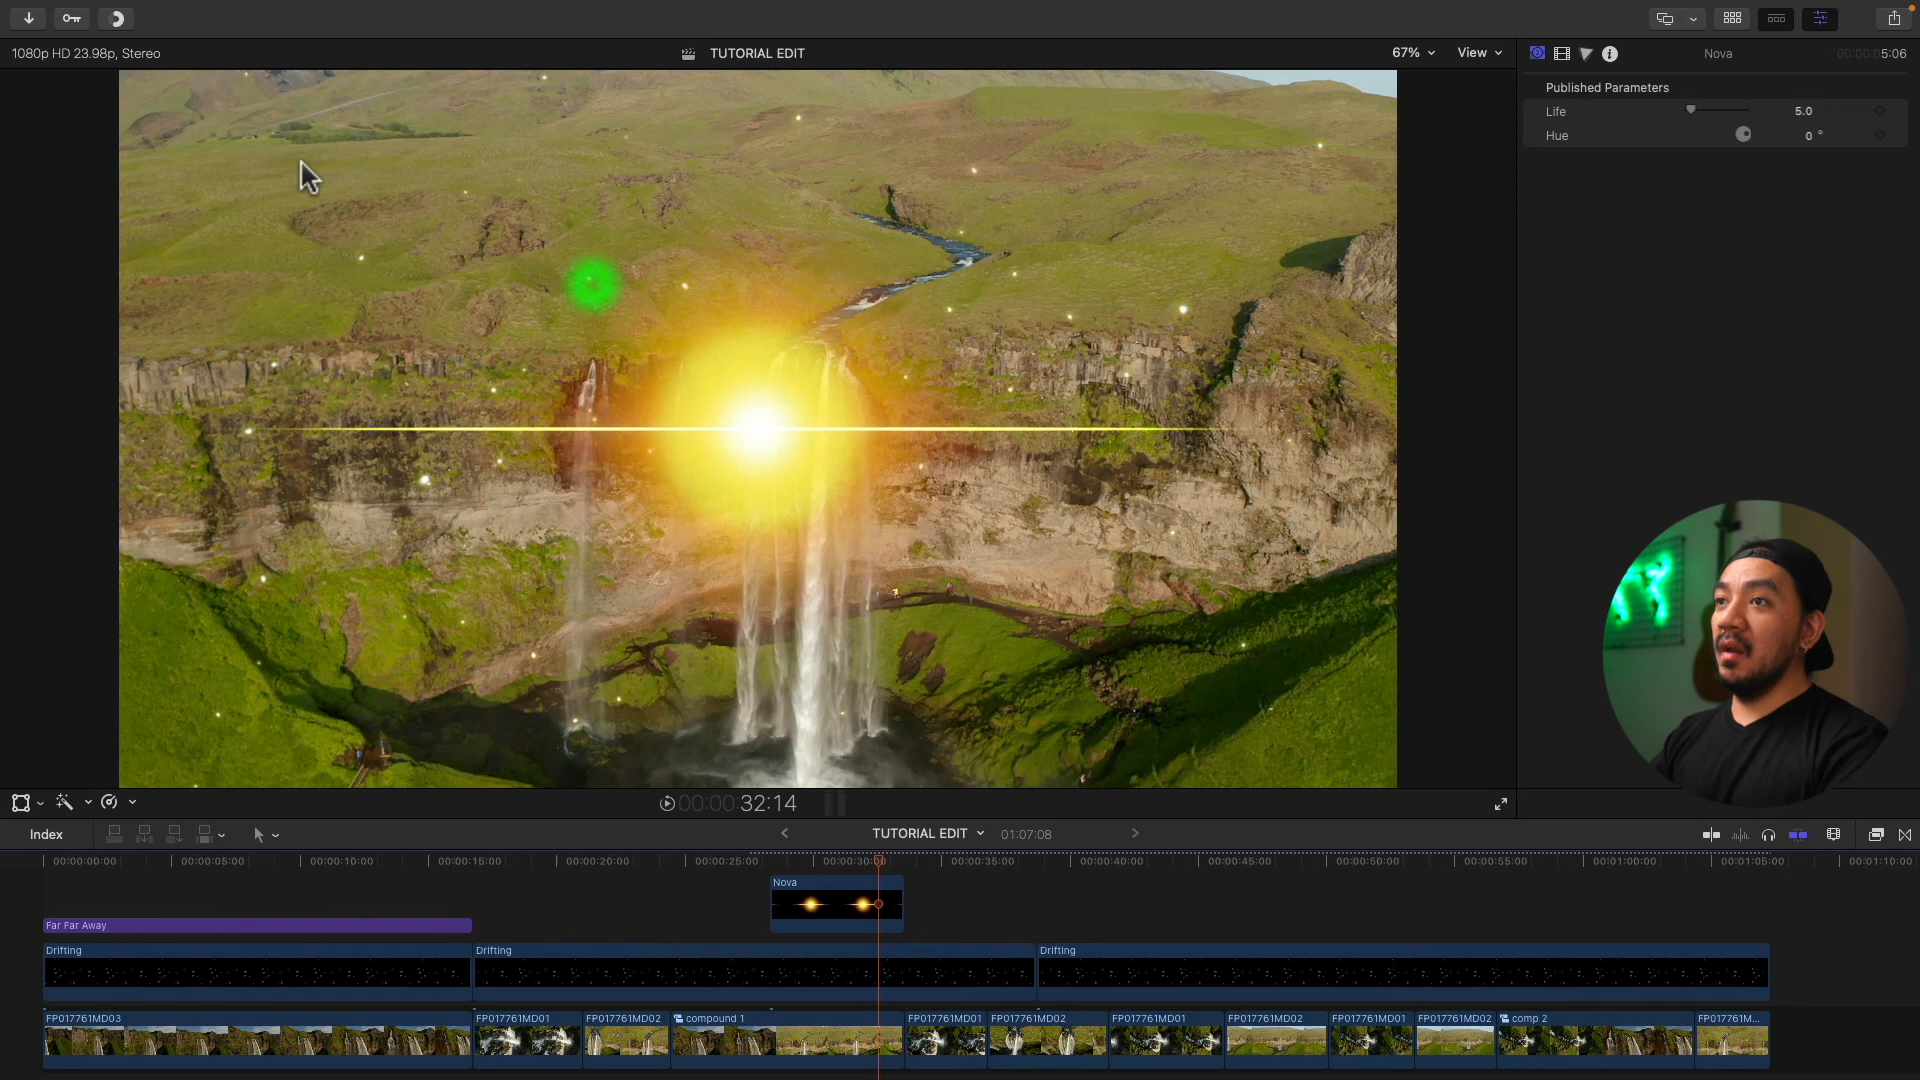 1080p HD 23.98p, Stereo
TUTORIAL EDIT
67%
View
Nova
00:00:05:06
Published Parameters
Life
5.0
Hue
0 °
00:00:32:14
Index
TUTORIAL EDIT
01:07:08
00:00:00:00
00:00:05:00
00:00:10:00
00:00:15:00
00:00:20:00
00:00:25:00
00:00:30:00
00:00:35:00
00:00:40:00
00:00:45:00
00:00:50:00
00:00:55:00
00:01:00:00
00:01:05:00
00:01:10:00
Nova
Far Far Away
Drifting
Drifting
Drifting
FP017761MD03
FP017761MD01
FP017761MD02
compound 1
FP017761MD01
FP017761MD02
FP017761MD01
FP017761MD02
FP017761MD01
FP017761MD02
comp 2
FP017761M...